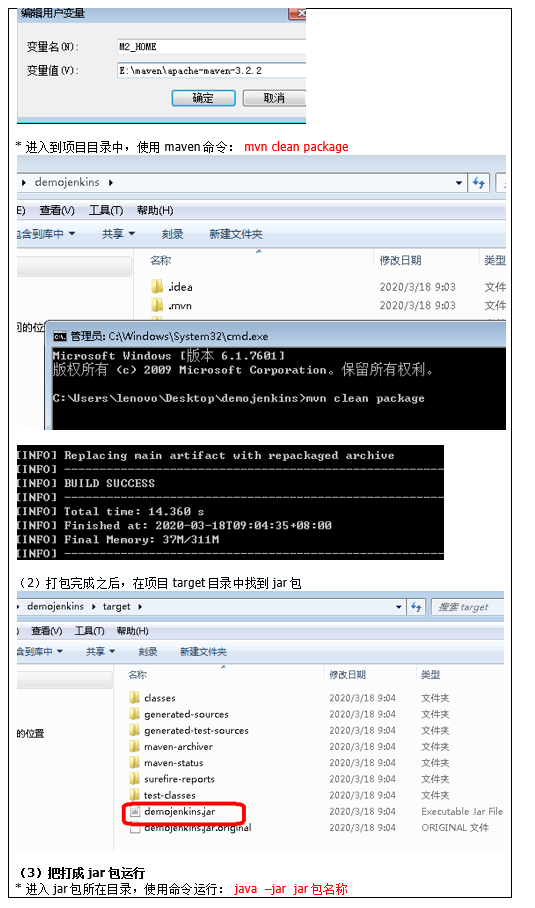 编辑用户变量
变量名(N): M2_HOME
变量值(V): E:\maven\apache-maven-3.2.2
确定 取消
* 进入到项目目录中，使用 maven 命令： mvn clean package
demojenkins
E) 查看(V) 工具(T) 帮助(H)
包含到库中 共享 刻录 新建文件夹
名称 修改日期 类型
.idea 2020/3/18 9:03 文件
.mvn 2020/3/18 9:03 文件
问的位
管理员: C:\Windows\System32\cmd.exe
Microsoft Windows [版本 6.1.7601]
版权所有 (c) 2009 Microsoft Corporation。保留所有权利。
C:\Users\lenovo\Desktop\demojenkins>mvn clean package
[INFO] Replacing main artifact with repackaged archive
[INFO] ------------------------------------------------------------------------
[INFO] BUILD SUCCESS
[INFO] ------------------------------------------------------------------------
[INFO] Total time: 14.360 s
[INFO] Finished at: 2020-03-18T09:04:35+08:00
[INFO] Final Memory: 37M/311M
[INFO] ------------------------------------------------------------------------
（2）打包完成之后，在项目 target 目录中找到 jar 包
demojenkins target 搜索 target
) 查看(V) 工具(T) 帮助(H)
含到库中 共享 刻录 新建文件夹
名称 修改日期 类型
classes 2020/3/18 9:04 文件夹
generated-sources 2020/3/18 9:04 文件夹
generated-test-sources 2020/3/18 9:04 文件夹
的位置
maven-archiver 2020/3/18 9:04 文件夹
maven-status 2020/3/18 9:04 文件夹
surefire-reports 2020/3/18 9:04 文件夹
test-classes 2020/3/18 9:04 文件夹
demojenkins.jar 2020/3/18 9:04 Executable Jar File
demojenkins.jar.original 2020/3/18 9:04 ORIGINAL 文件
（3）把打成 jar 包运行
* 进入 jar 包所在目录，使用命令运行： java –jar jar 包名称